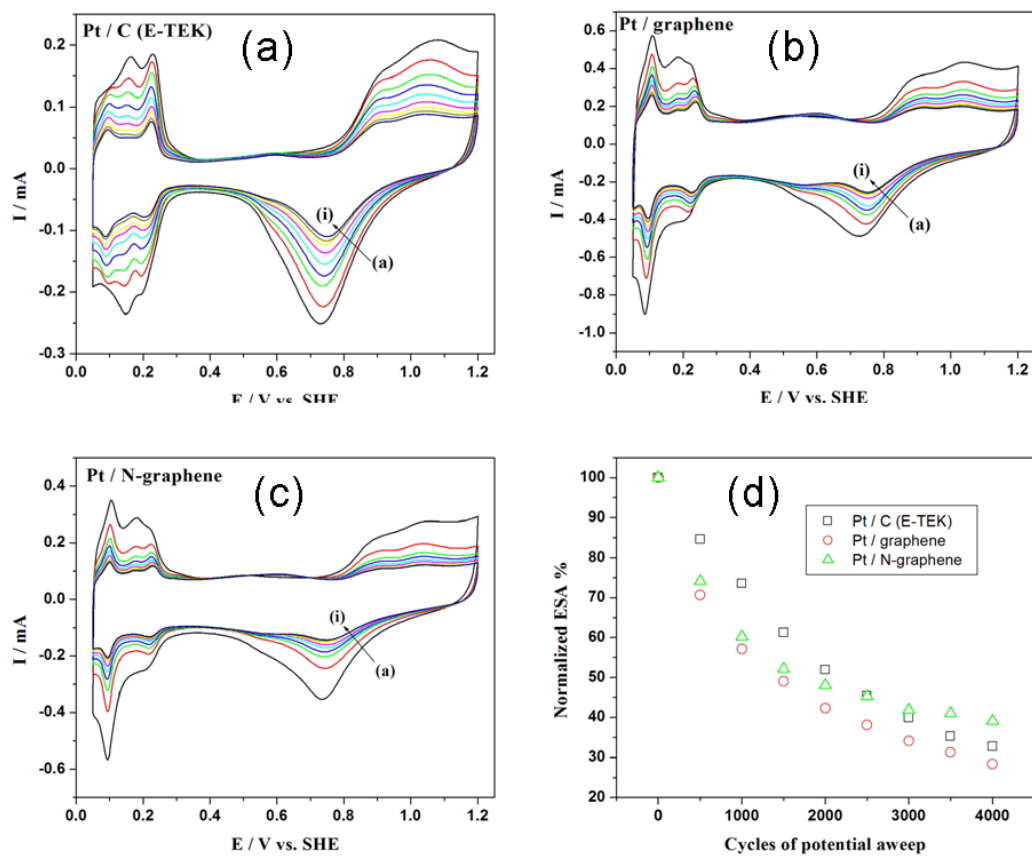 Pt / C (E-TEK)
(a)
0.2
0.1
0.0
-0.1
-0.2
-0.3
I / mA
(i)
(a)
0.0 0.2 0.4 0.6 0.8 1.0 1.2
E / V vs. SHE
Pt / graphene
(b)
0.6
0.4
0.2
0.0
-0.2
-0.4
-0.6
-0.8
-1.0
I / mA
(i)
(a)
0.0 0.2 0.4 0.6 0.8 1.0 1.2
E / V vs. SHE
Pt / N-graphene
(c)
0.4
0.2
0.0
-0.2
-0.4
-0.6
I / mA
(i)
(a)
0.0 0.2 0.4 0.6 0.8 1.0 1.2
E / V vs. SHE
(d)
100
90
80
70
60
50
40
30
20
Normalized ESA %
Pt / C (E-TEK)
Pt / graphene
Pt / N-graphene
0 1000 2000 3000 4000
Cycles of potential aweep